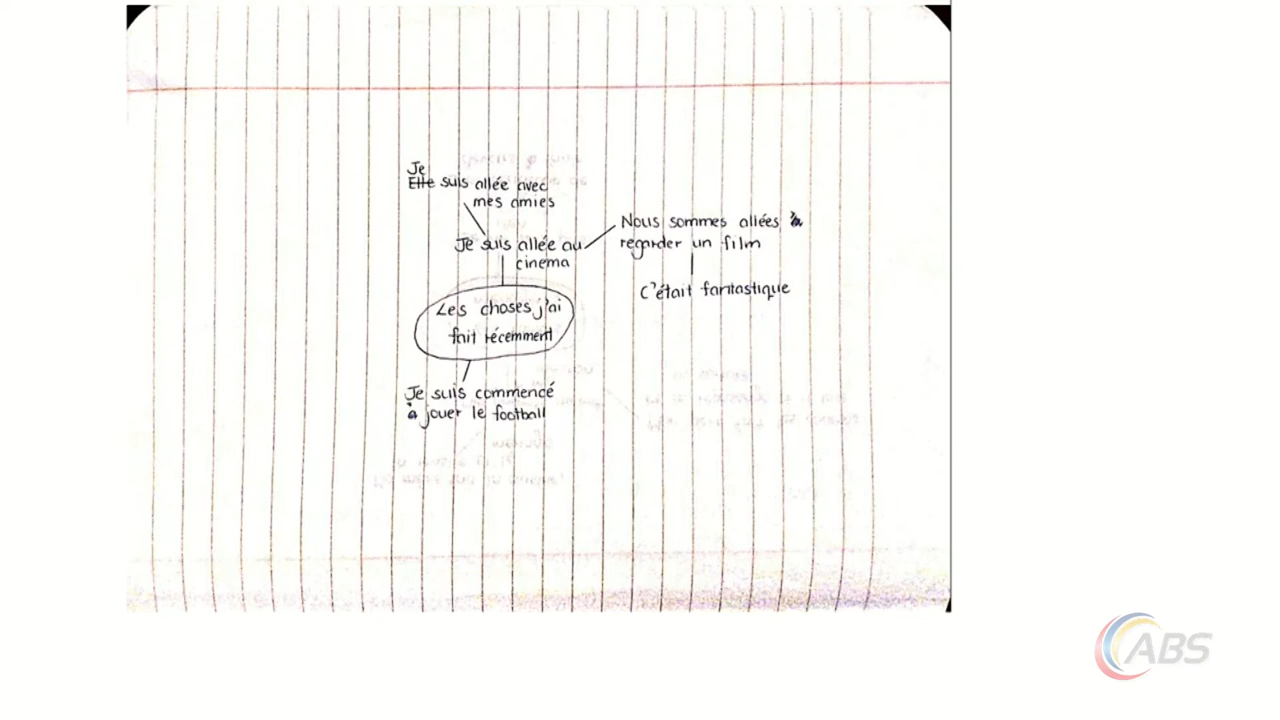 Je
Elle suis allée avec
mes amies
Je suis allée au
cinema
Nous sommes allées à
regarder un film
C'était fantastique
Les choses j'ai
fait récemment
Je suis commencé
à jouer le football
ABS